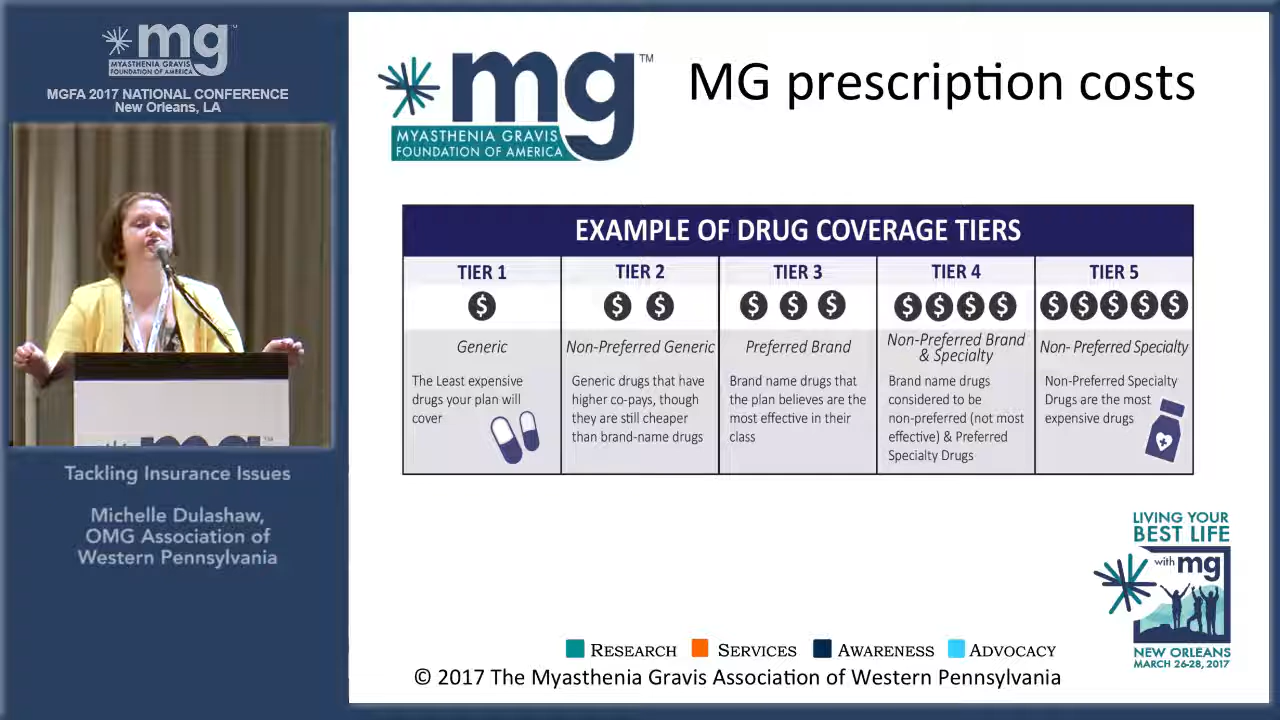 mg
MYASTHENIA GRAVIS
FOUNDATION OF AMERICA
MGFA 2017 NATIONAL CONFERENCE
New Orleans, LA
mg
Tackling Insurance Issues
Michelle Dulashaw,
OMG Association of
Western Pennsylvania
mg™
MYASTHENIA GRAVIS
FOUNDATION OF AMERICA
MG prescription costs
EXAMPLE OF DRUG COVERAGE TIERS
TIER 1
$
Generic
The Least expensive
drugs your plan will
cover
TIER 2
$ $
Non-Preferred Generic
Generic drugs that have
higher co-pays, though
they are still cheaper
than brand-name drugs
TIER 3
$ $ $
Preferred Brand
Brand name drugs that
the plan believes are the
most effective in their
class
TIER 4
$ $ $ $
Non-Preferred Brand
& Specialty
Brand name drugs
considered to be
non-preferred (not most
effective) & Preferred
Specialty Drugs
TIER 5
$ $ $ $ $
Non- Preferred Specialty
Non-Preferred Specialty
Drugs are the most
expensive drugs
LIVING YOUR
BEST LIFE
with mg
NEW ORLEANS
MARCH 26-28, 2017
RESEARCH SERVICES AWARENESS ADVOCACY
© 2017 The Myasthenia Gravis Association of Western Pennsylvania